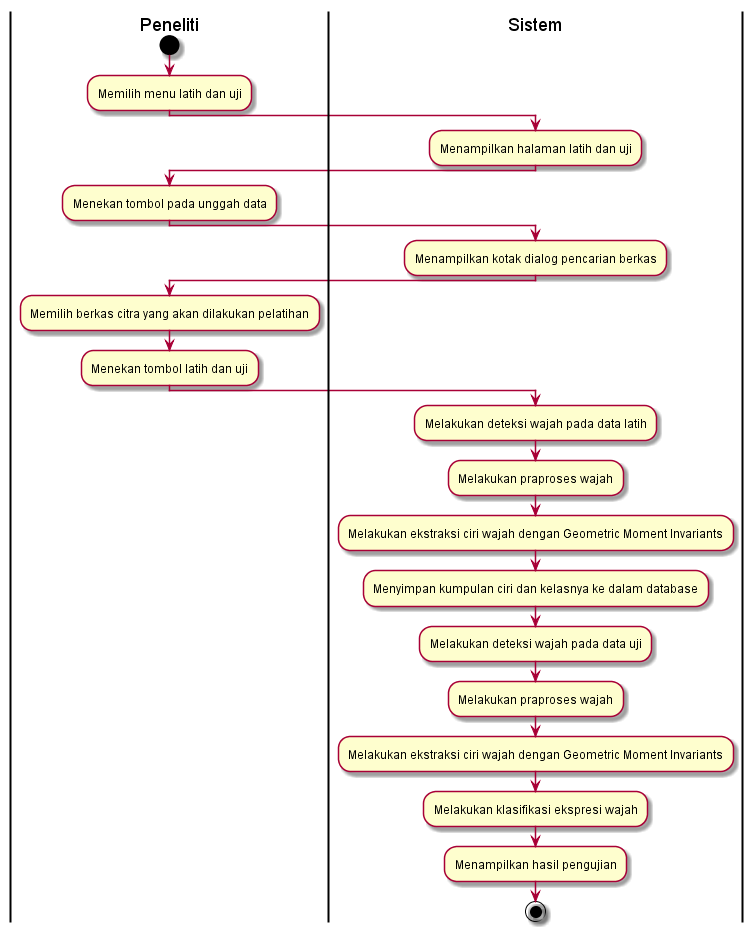 Peneliti
Sistem
Memilih menu latih dan uji
Menampilkan halaman latih dan uji
Menekan tombol pada unggah data
Menampilkan kotak dialog pencarian berkas
Memilih berkas citra yang akan dilakukan pelatihan
Menekan tombol latih dan uji
Melakukan deteksi wajah pada data latih
Melakukan praproses wajah
Melakukan ekstraksi ciri wajah dengan Geometric Moment Invariants
Menyimpan kumpulan ciri dan kelasnya ke dalam database
Melakukan deteksi wajah pada data uji
Melakukan praproses wajah
Melakukan ekstraksi ciri wajah dengan Geometric Moment Invariants
Melakukan klasifikasi ekspresi wajah
Menampilkan hasil pengujian